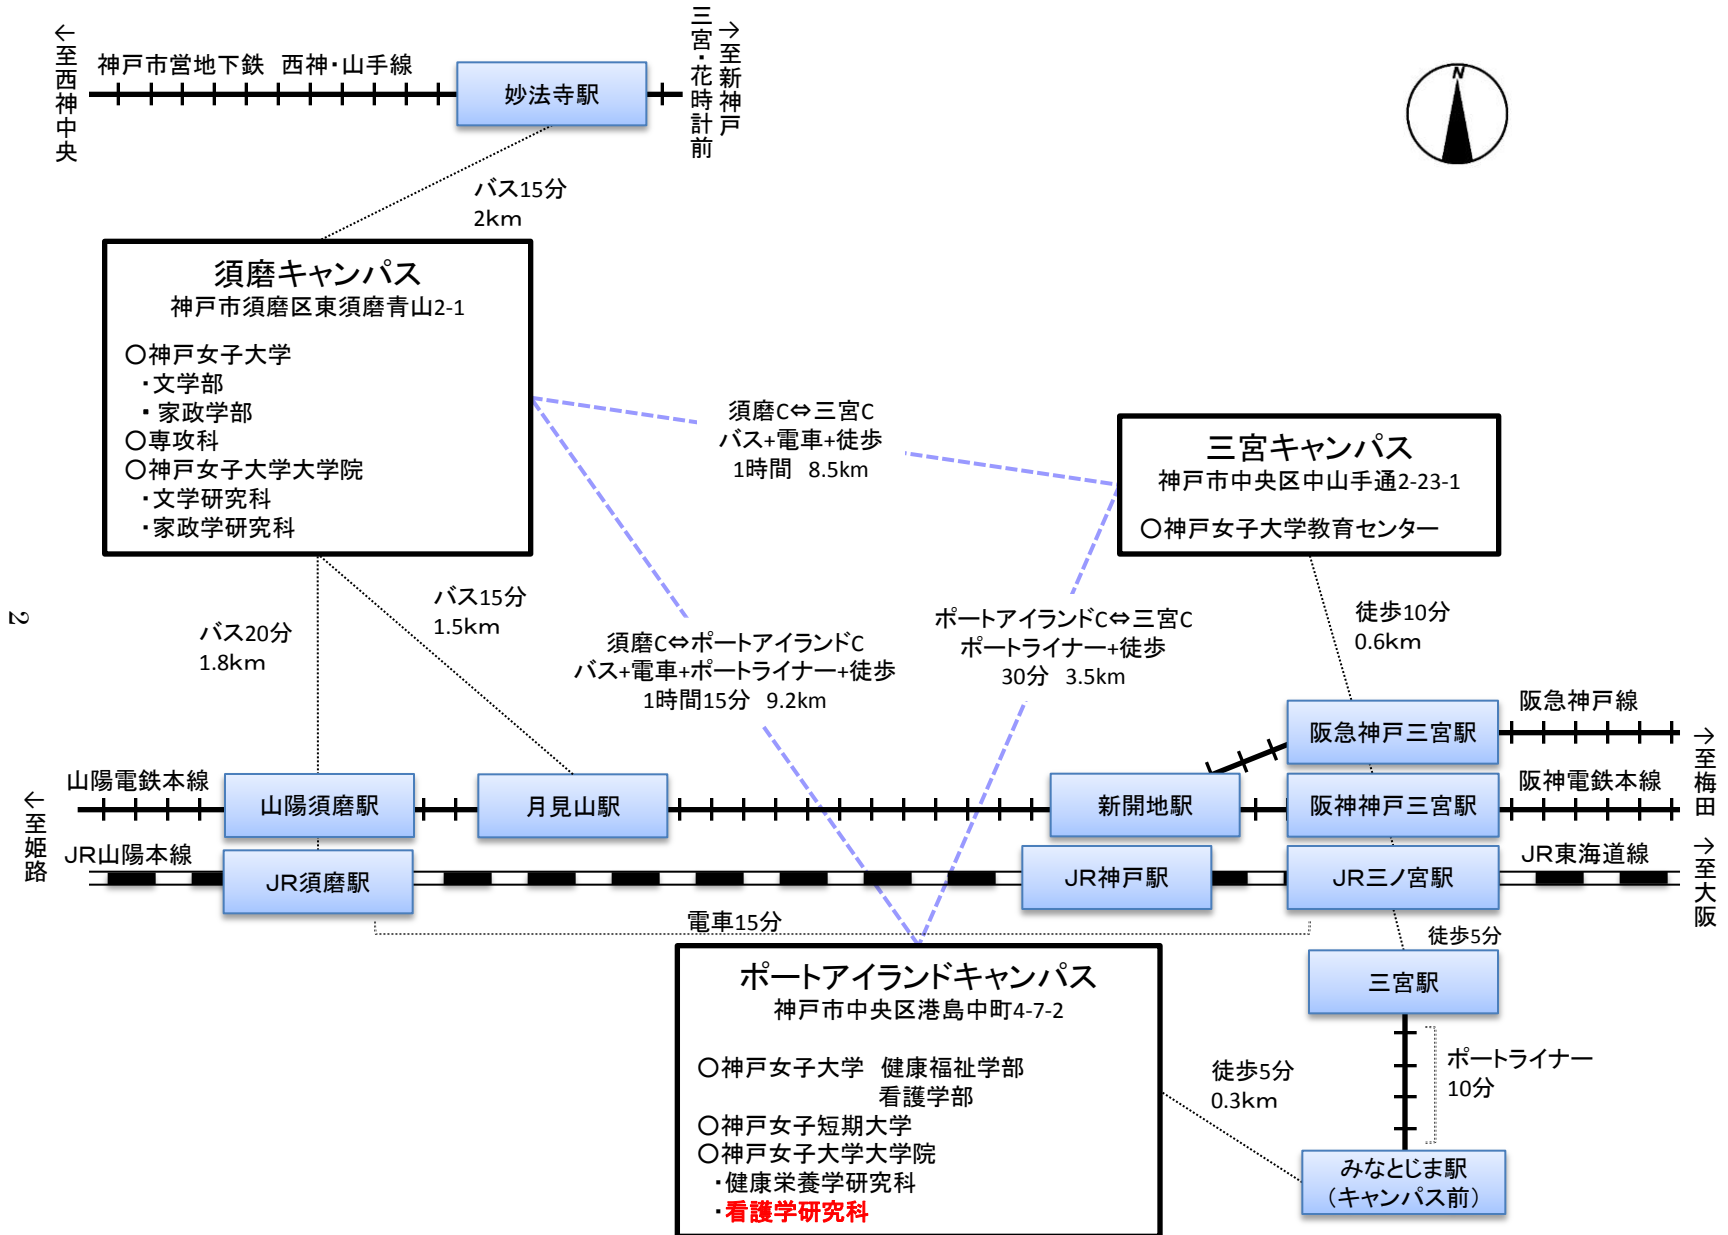 ←至西神中央
神戸市営地下鉄　西神・山手線
妙法寺駅
三宮・花時計前
→至新神戸
N
バス15分
2km
須磨キャンパス
神戸市須磨区東須磨青山2-1
○神戸女子大学
・文学部
・家政学部
○専攻科
○神戸女子大学大学院
・文学研究科
・家政学研究科
須磨C⇔三宮C
バス+電車+徒歩
1時間　8.5km
三宮キャンパス
神戸市中央区中山手通2-23-1
○神戸女子大学教育センター
2
バス20分
1.8km
バス15分
1.5km
須磨C⇔ポートアイランドC
バス+電車+ポートライナー+徒歩
1時間15分　9.2km
ポートアイランドC⇔三宮C
ポートライナー+徒歩
30分　3.5km
徒歩10分
0.6km
阪急神戸三宮駅
阪急神戸線
→至梅田
山陽電鉄本線
山陽須磨駅
月見山駅
新開地駅
阪神神戸三宮駅
阪神電鉄本線
←至姫路
JR山陽本線
JR須磨駅
JR神戸駅
JR三ノ宮駅
JR東海道線
→至大阪
電車15分
徒歩5分
三宮駅
ポートアイランドキャンパス
神戸市中央区港島中町4-7-2
○神戸女子大学　健康福祉学部
看護学部
○神戸女子短期大学
○神戸女子大学大学院
・健康栄養学研究科
・看護学研究科
徒歩5分
0.3km
ポートライナー
10分
みなとじま駅
（キャンパス前）